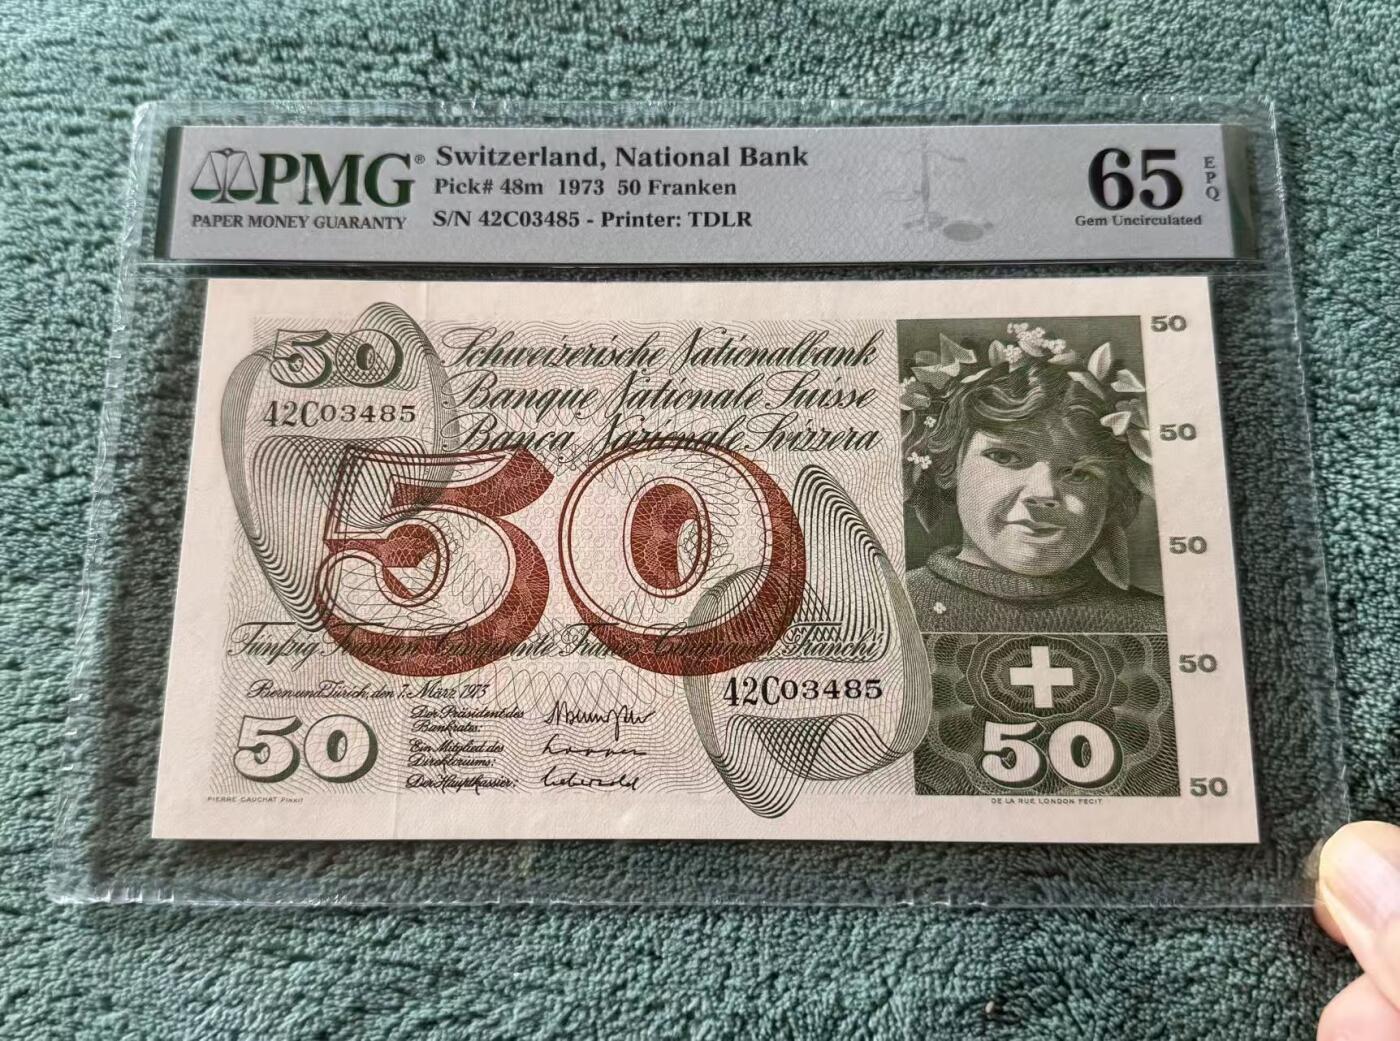 PMG®
PAPER MONEY GUARANTY
Switzerland, National Bank
Pick# 48m 1973 50 Franken
S/N 42C03485 - Printer: TDLR
65
EPQ
Gem Uncirculated
50
42C03485
Schweizerische Nationalbank
Banque Nationale Suisse
Banca Nazionale Svizzera
50
Fünfzig Franken Cinquante Francs Cinquanta Franchi
Bern und Zürich, den 7. März 1973
Der Präsident des
Bankrates:
Ein Mitglied des
Direktoriums:
Der Hauptkassier:
42C03485
50
PIERRE GAUCHAT PINXIT
50
50
50
50
50
50
DE LA RUE LONDON FECIT